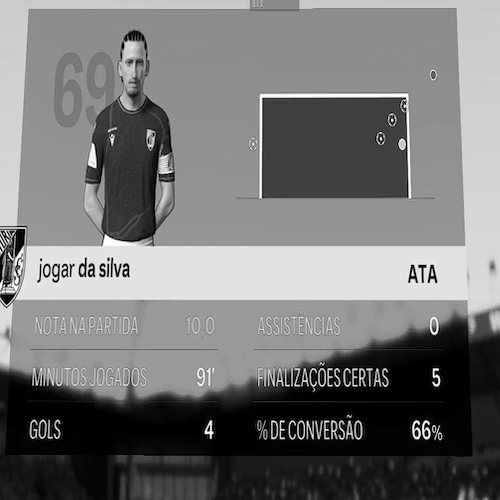 69
jogar da silva
ATA
NOTA NA PARTIDA 10,0
ASSISTÊNCIAS 0
MINUTOS JOGADOS 91'
FINALIZAÇÕES CERTAS 5
GOLS 4
% DE CONVERSÃO 66%